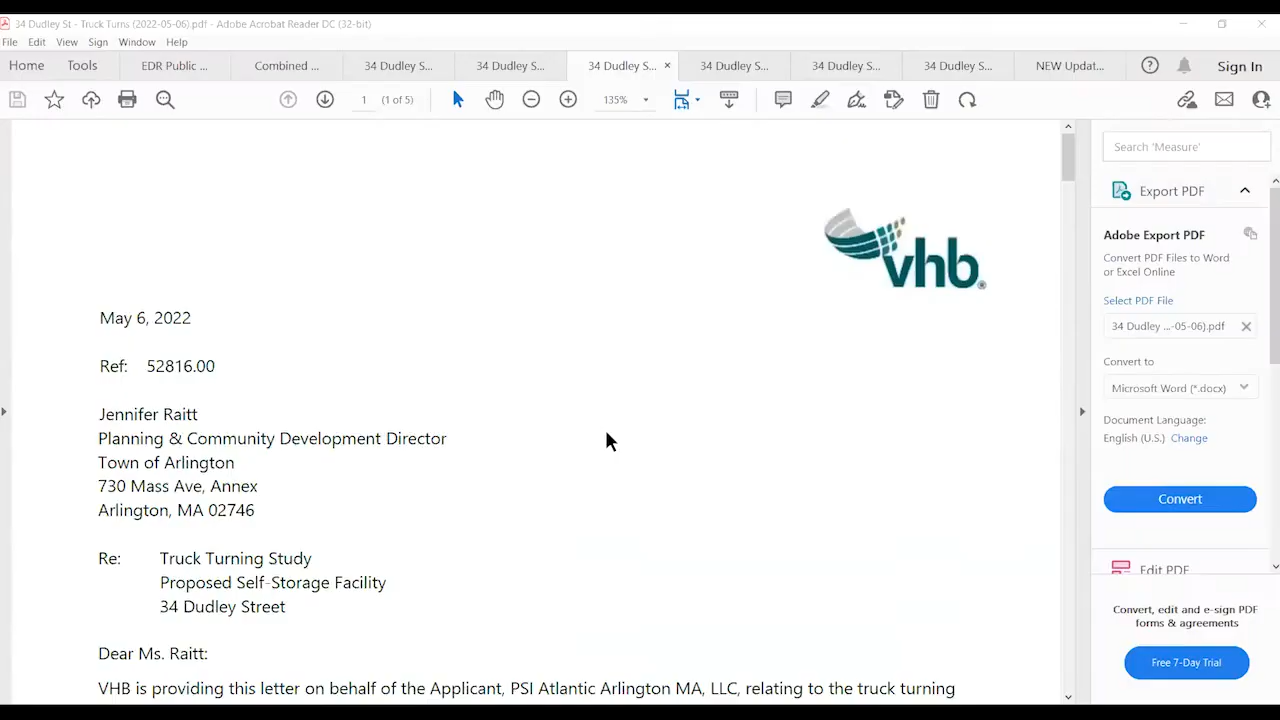 34 Dudley St - Truck Turns (2022-05-06).pdf - Adobe Acrobat Reader DC (32-bit)
File Edit View Sign Window Help
Home Tools EDR Public ... Combined ... 34 Dudley S... 34 Dudley S... 34 Dudley S... × 34 Dudley S... 34 Dudley S... 34 Dudley S... NEW Updat... Sign In
1 (1 of 5) 135%
Search 'Measure'
Export PDF
Adobe Export PDF
Convert PDF Files to Word
or Excel Online
Select PDF File
34 Dudley ...-05-06).pdf
Convert to
Microsoft Word (*.docx)
Document Language:
English (U.S.) Change
Convert
Edit PDF
Convert, edit and e-sign PDF
forms & agreements
Free 7-Day Trial
vhb®
May 6, 2022
Ref: 52816.00
Jennifer Raitt
Planning & Community Development Director
Town of Arlington
730 Mass Ave, Annex
Arlington, MA 02746
Re: Truck Turning Study
Proposed Self-Storage Facility
34 Dudley Street
Dear Ms. Raitt:
VHB is providing this letter on behalf of the Applicant, PSI Atlantic Arlington MA, LLC, relating to the truck turning